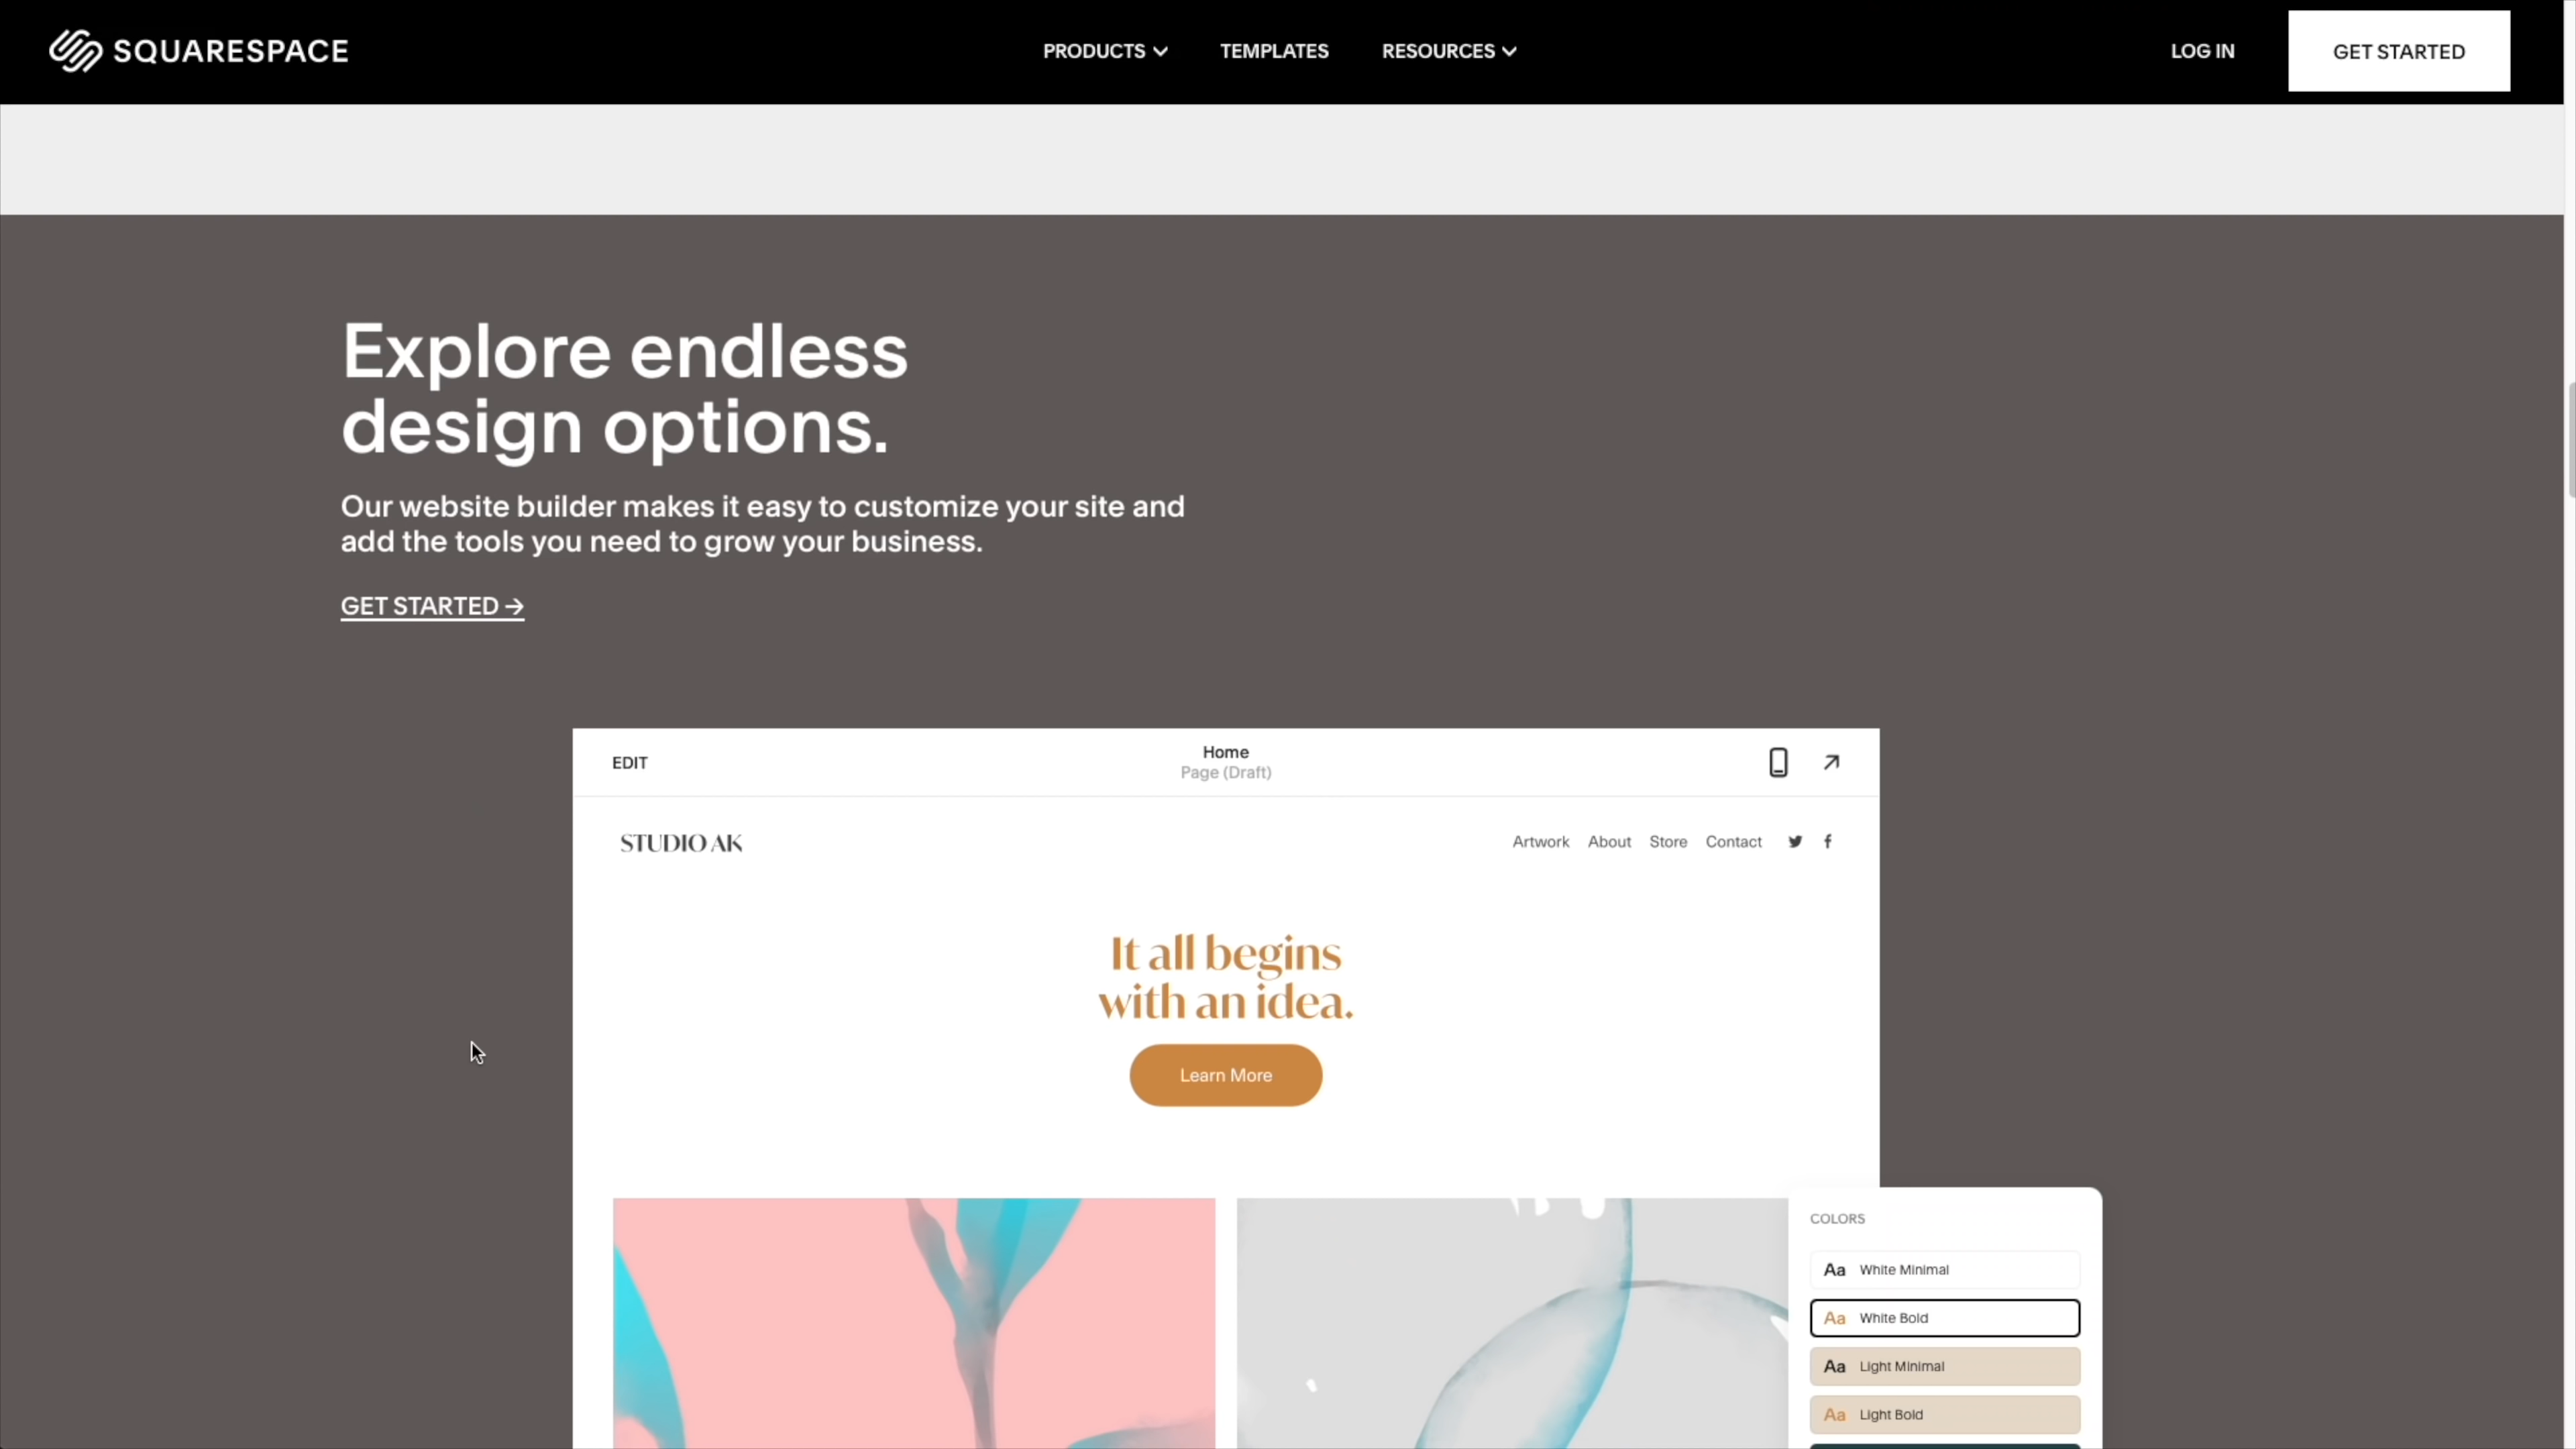 SQUARESPACE
PRODUCTS
TEMPLATES
RESOURCES
LOG IN
GET STARTED
Explore endless
design options.
Our website builder makes it easy to customize your site and
add the tools you need to grow your business.
GET STARTED →
EDIT
Home
Page (Draft)
STUDIO AK
Artwork
About
Store
Contact
It all begins
with an idea.
Learn More
COLORS
Aa White Minimal
Aa White Bold
Aa Light Minimal
Aa Light Bold